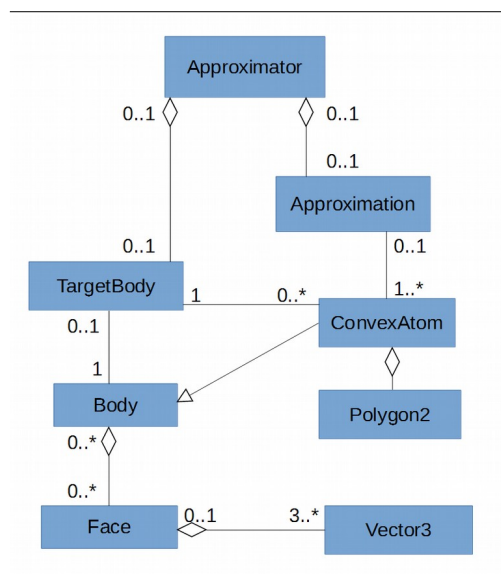 Approximator
0..1
0..1
0..1
Approximation
0..1
0..1
TargetBody
1
0..*
1..*
ConvexAtom
0..1
1
Body
Polygon2
0..*
0..*
Face
0..1
3..*
Vector3